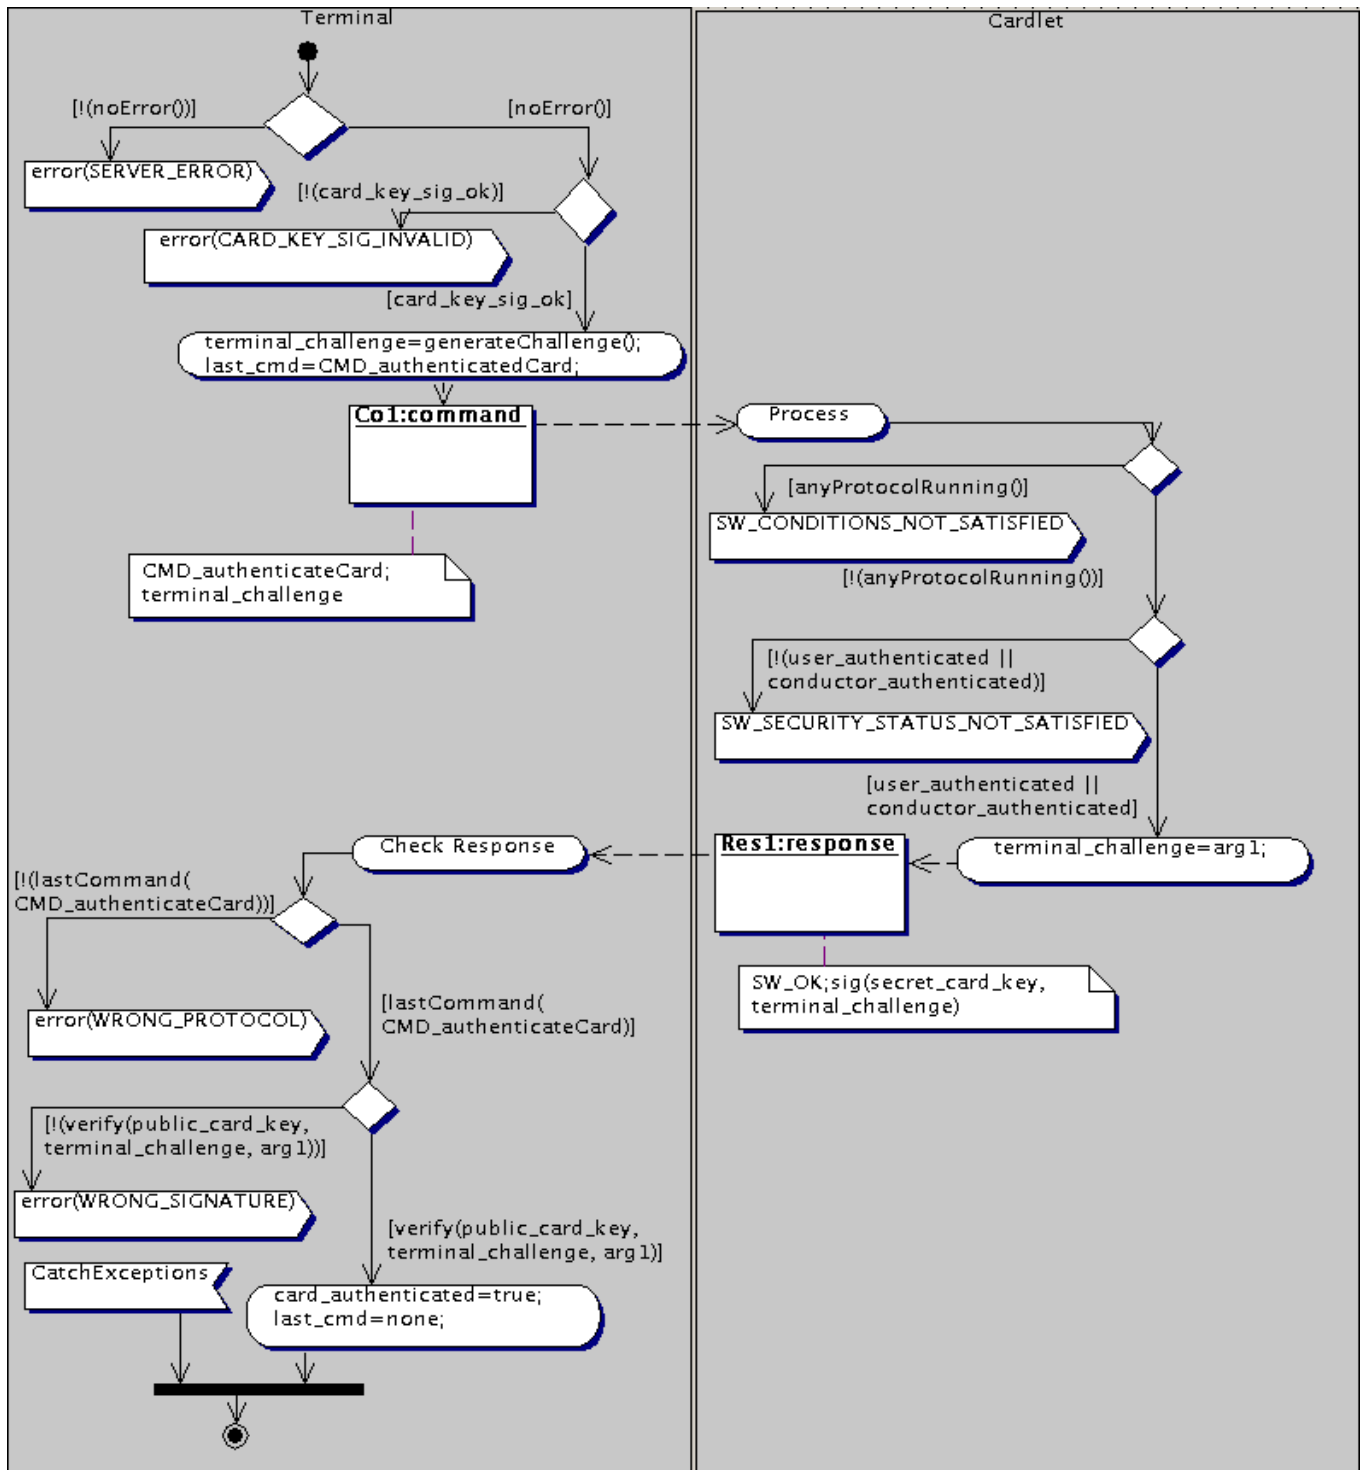 Terminal
Cardlet
[!(noError())]
[noError()]
error(SERVER_ERROR)
[!(card_key_sig_ok)]
error(CARD_KEY_SIG_INVALID)
[card_key_sig_ok]
terminal_challenge=generateChallenge();
last_cmd=CMD_authenticatedCard;
Co1:command
Process
[anyProtocolRunning()]
SW_CONDITIONS_NOT_SATISFIED
CMD_authenticateCard;
terminal_challenge
[!(anyProtocolRunning())]
[!(user_authenticated ||
conductor_authenticated)]
SW_SECURITY_STATUS_NOT_SATISFIED
[user_authenticated ||
conductor_authenticated]
Check Response
Res1:response
terminal_challenge=arg1;
[!(lastCommand(
CMD_authenticateCard))]
SW_OK;sig(secret_card_key,
terminal_challenge)
[lastCommand(
CMD_authenticateCard)]
error(WRONG_PROTOCOL)
[!(verify(public_card_key,
terminal_challenge, arg1))]
error(WRONG_SIGNATURE)
[verify(public_card_key,
terminal_challenge, arg1)]
CatchExceptions
card_authenticated=true;
last_cmd=none;